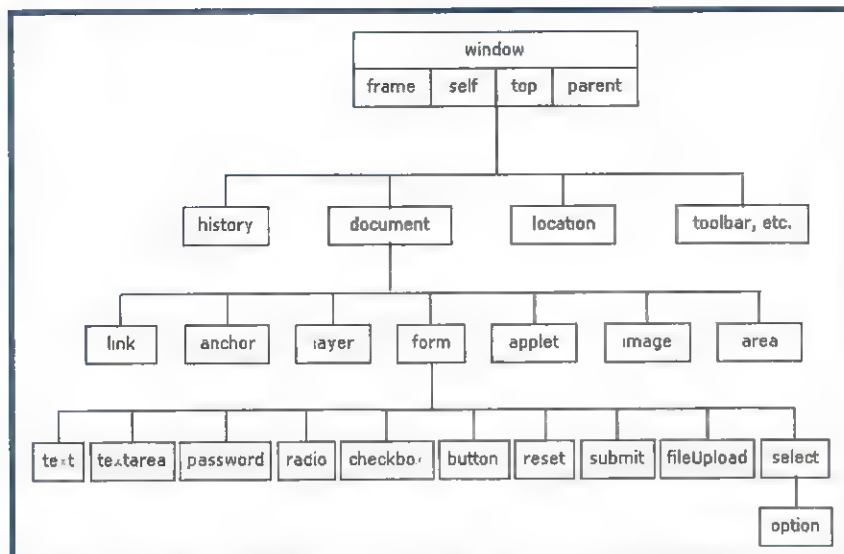 window
frame self top parent
history document location toolbar, etc.
link anchor layer form applet image area
text textarea password radio checkbox button reset submit fileUpload select
option